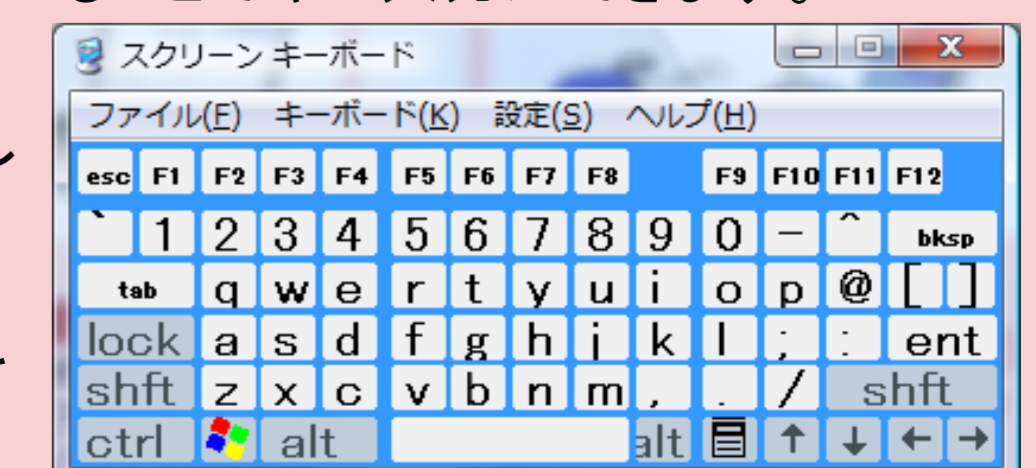 スクリーン キーボード
ファイル(F) キーボード(K) 設定(S) ヘルプ(H)
esc F1 F2 F3 F4 F5 F6 F7 F8 F9 F10 F11 F12
` 1 2 3 4 5 6 7 8 9 0 - ^ bksp
tab q w e r t y u i o p @ [ ]
lock a s d f g h j k l ; : ent
shft z x c v b n m , . / shft
ctrl alt alt ↑ ↓ ← →